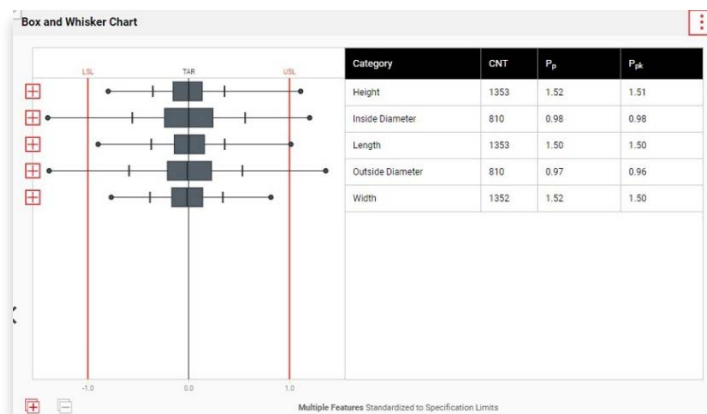 Box and Whisker Chart
LSL TAR USL
Category CNT Pp Ppk
Height 1353 1.52 1.51
Inside Diameter 810 0.98 0.98
Length 1353 1.50 1.50
Outside Diameter 810 0.97 0.96
Width 1352 1.52 1.50
-1.0 0.0 1.0
Multiple Features Standardized to Specification Limits